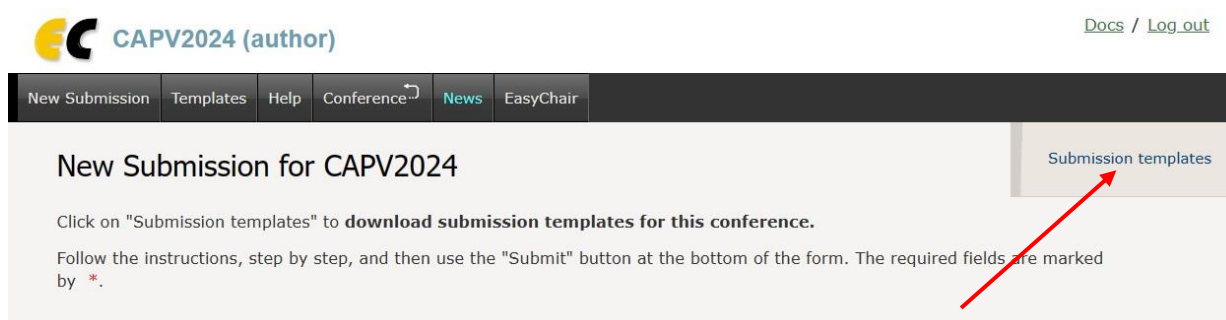 EC CAPV2024 (author)
Docs / Log out
New Submission Templates Help Conference News EasyChair
New Submission for CAPV2024
Submission templates
Click on "Submission templates" to download submission templates for this conference.
Follow the instructions, step by step, and then use the "Submit" button at the bottom of the form. The required fields are marked
by *.